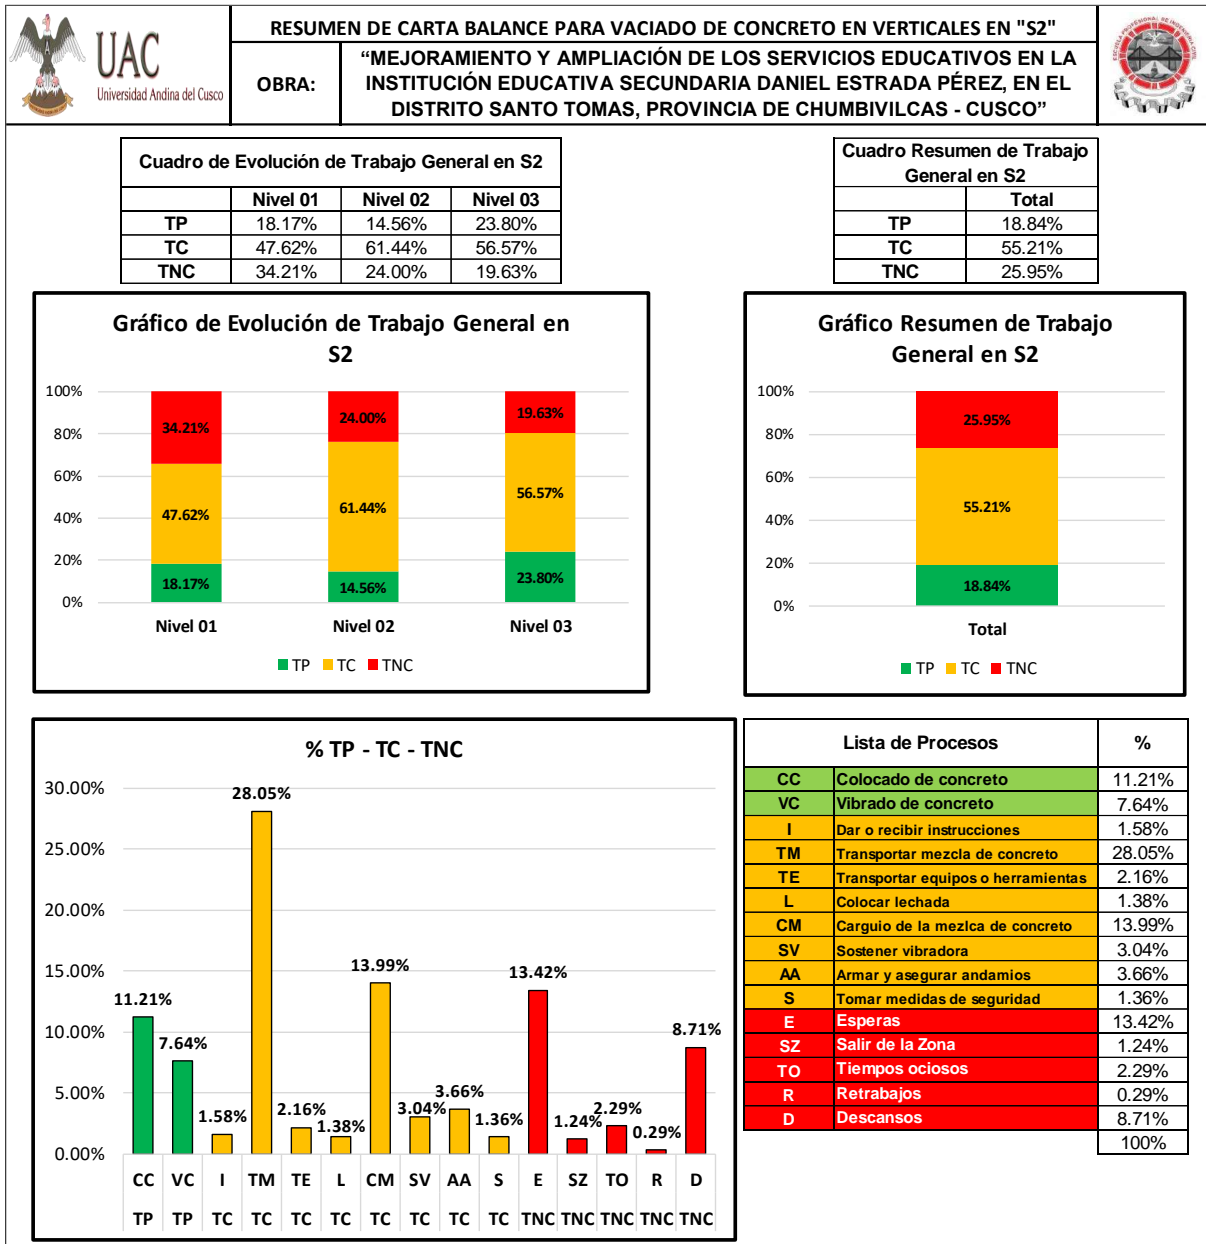 UAC
Universidad Andina del Cusco
RESUMEN DE CARTA BALANCE PARA VACIADO DE CONCRETO EN VERTICALES EN "S2"
OBRA:
“MEJORAMIENTO Y AMPLIACIÓN DE LOS SERVICIOS EDUCATIVOS EN LA
INSTITUCIÓN EDUCATIVA SECUNDARIA DANIEL ESTRADA PÉREZ, EN EL
DISTRITO SANTO TOMAS, PROVINCIA DE CHUMBIVILCAS - CUSCO”
Cuadro de Evolución de Trabajo General en S2
Nivel 01 Nivel 02 Nivel 03
TP 18.17% 14.56% 23.80%
TC 47.62% 61.44% 56.57%
TNC 34.21% 24.00% 19.63%
Cuadro Resumen de Trabajo
General en S2
Total
TP 18.84%
TC 55.21%
TNC 25.95%
Gráfico de Evolución de Trabajo General en
S2
100%
80%
60%
40%
20%
0%
34.21% 24.00% 19.63%
47.62% 61.44% 56.57%
18.17% 14.56% 23.80%
Nivel 01 Nivel 02 Nivel 03
TP TC TNC
Gráfico Resumen de Trabajo
General en S2
100%
80%
60%
40%
20%
0%
25.95%
55.21%
18.84%
Total
TP TC TNC
% TP - TC - TNC
30.00%
25.00%
20.00%
15.00%
10.00%
5.00%
0.00%
11.21% 7.64% 1.58% 28.05% 2.16% 1.38% 13.99% 3.04% 3.66% 1.36% 13.42% 1.24% 2.29% 0.29% 8.71%
CC VC I TM TE L CM SV AA S E SZ TO R D
TP TP TC TC TC TC TC TC TC TC TNC TNC TNC TNC TNC
Lista de Procesos %
CC Colocado de concreto 11.21%
VC Vibrado de concreto 7.64%
I Dar o recibir instrucciones 1.58%
TM Transportar mezcla de concreto 28.05%
TE Transportar equipos o herramientas 2.16%
L Colocar lechada 1.38%
CM Carguio de la mezlca de concreto 13.99%
SV Sostener vibradora 3.04%
AA Armar y asegurar andamios 3.66%
S Tomar medidas de seguridad 1.36%
E Esperas 13.42%
SZ Salir de la Zona 1.24%
TO Tiempos ociosos 2.29%
R Retrabajos 0.29%
D Descansos 8.71%
100%